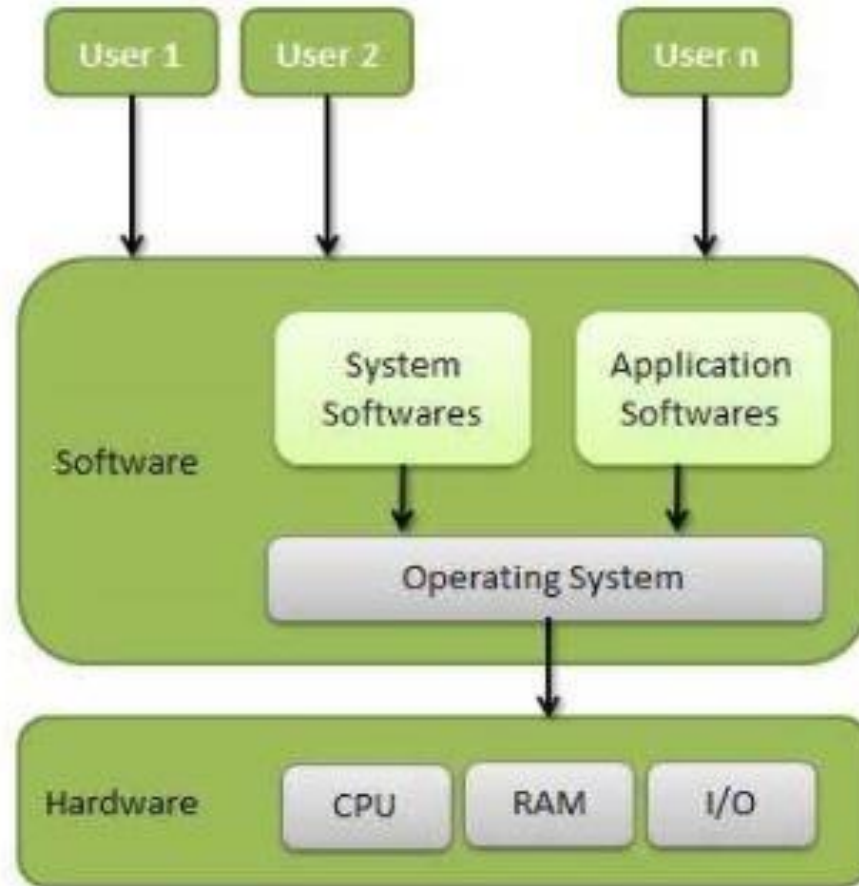 User 1
User 2
User n
System
Softwares
Application
Softwares
Software
Operating System
Hardware
CPU
RAM
I/O